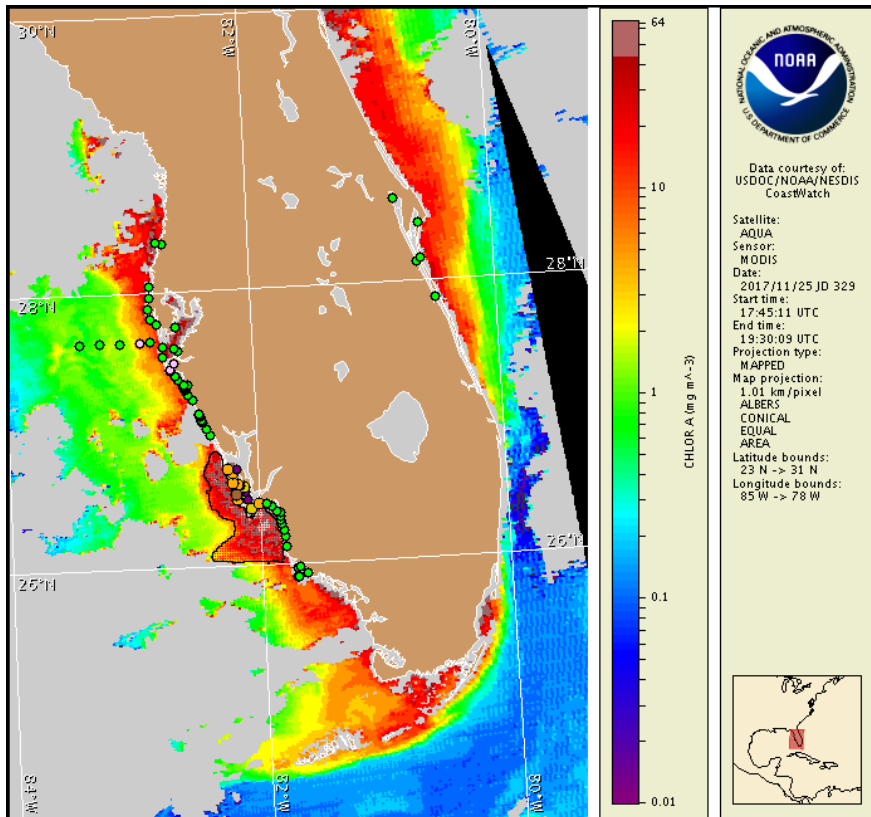 30°N
82°W
80°W
28°N
28°N
26°N
26°N
84°W
82°W
80°W
64
10
1
0.1
0.01
CHLOR A (mg m^-3)
NATIONAL OCEANIC AND ATMOSPHERIC ADMINISTRATION
NOAA
U.S. DEPARTMENT OF COMMERCE
Data courtesy of:
USDOC/NOAA/NESDIS
CoastWatch
Satellite:
AQUA
Sensor:
MODIS
Date:
2017/11/25 JD 329
Start time:
17:45:11 UTC
End time:
19:30:09 UTC
Projection type:
MAPPED
Map projection:
1.01 km/pixel
ALBERS
CONICAL
EQUAL
AREA
Latitude bounds:
23 N -> 31 N
Longitude bounds:
85 W -> 78 W